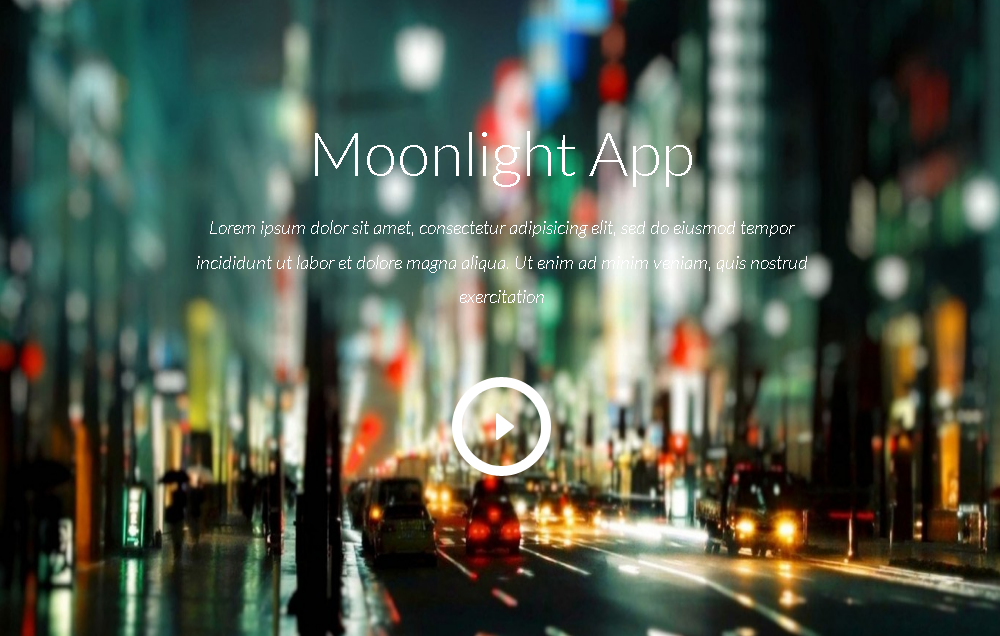 Moonlight App
Lorem ipsum dolor sit amet, consectetur adipisicing elit, sed do eiusmod tempor
incididunt ut labor et dolore magna aliqua. Ut enim ad minim veniam, quis nostrud
exercitation